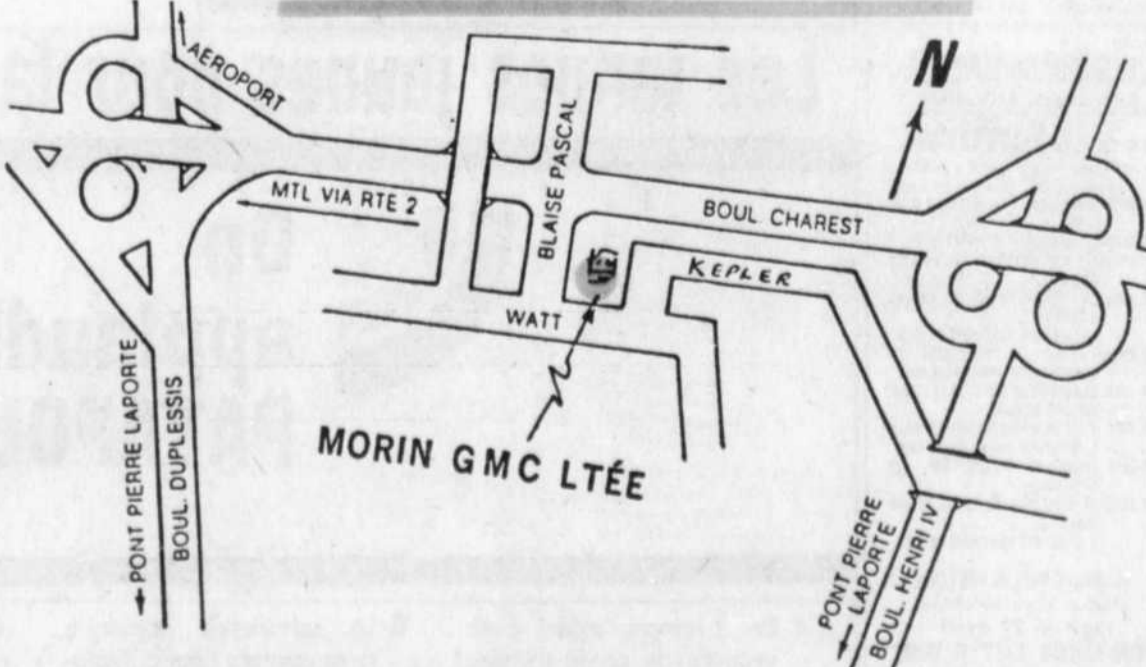 N
AÉROPORT
BLAISE PASCAL
MTL VIA RTE 2
BOUL CHAREST
KEPLER
WATT
MORIN GMC LTÉE
PONT PIERRE LAPORTE
BOUL. DUPLESSIS
PONT PIERRE
LAPORTE
BOUL. HENRI IV